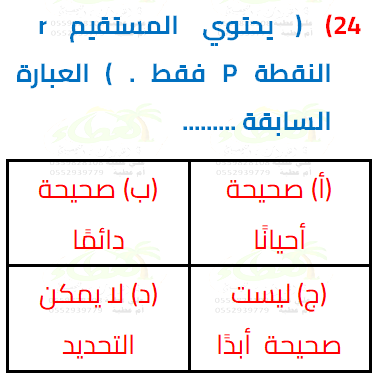 24) ( يحتوي المستقيم r
النقطة P فقط . ) العبارة
السابقة .........
(أ) صحيحة أحيانًا
(ب) صحيحة دائمًا
(ج) ليست صحيحة أبدًا
(د) لا يمكن التحديد